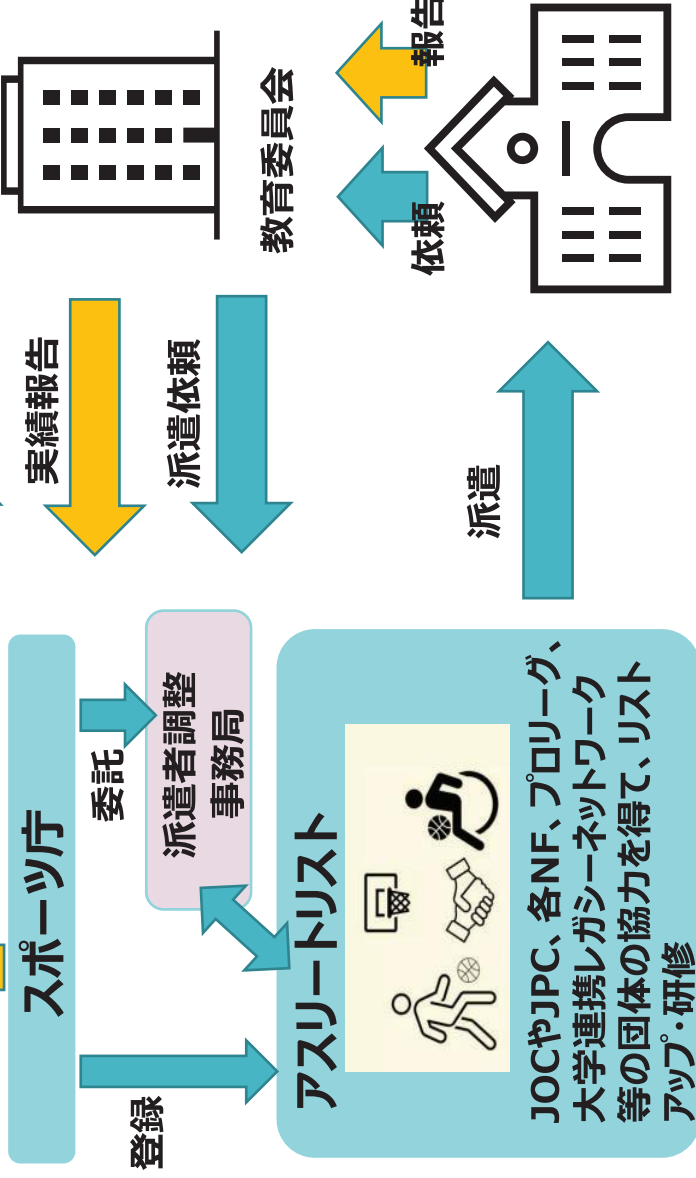 スポーツ庁
登録
委託
派遣者調整
事務局
アスリートリスト
JOCやJPC、各NF、プロリーグ、
大学連携レガシーネットワーク
等の団体の協力を得て、リスト
アップ・研修
実績報告
派遣依頼
派遣
教育委員会
依頼
報告